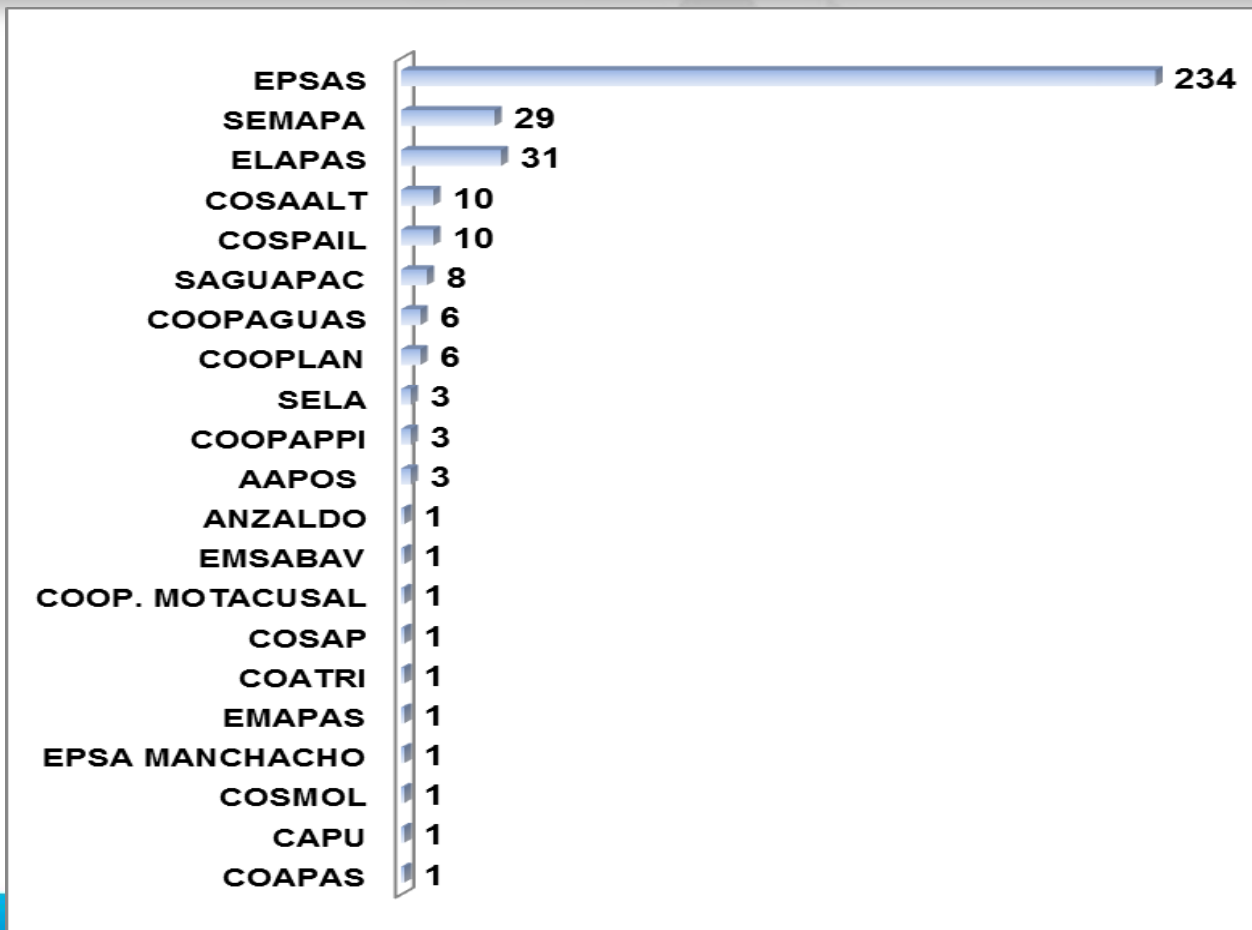 EPSAS 234
SEMAPA 29
ELAPAS 31
COSAALT 10
COSPAIL 10
SAGUAPAC 8
COOPAGUAS 6
COOPLAN 6
SELA 3
COOPAPPI 3
AAPOS 3
ANZALDO 1
EMSABAV 1
COOP. MOTACUSAL 1
COSAP 1
COATRI 1
EMAPAS 1
EPSA MANCHACHO 1
COSMOL 1
CAPU 1
COAPAS 1